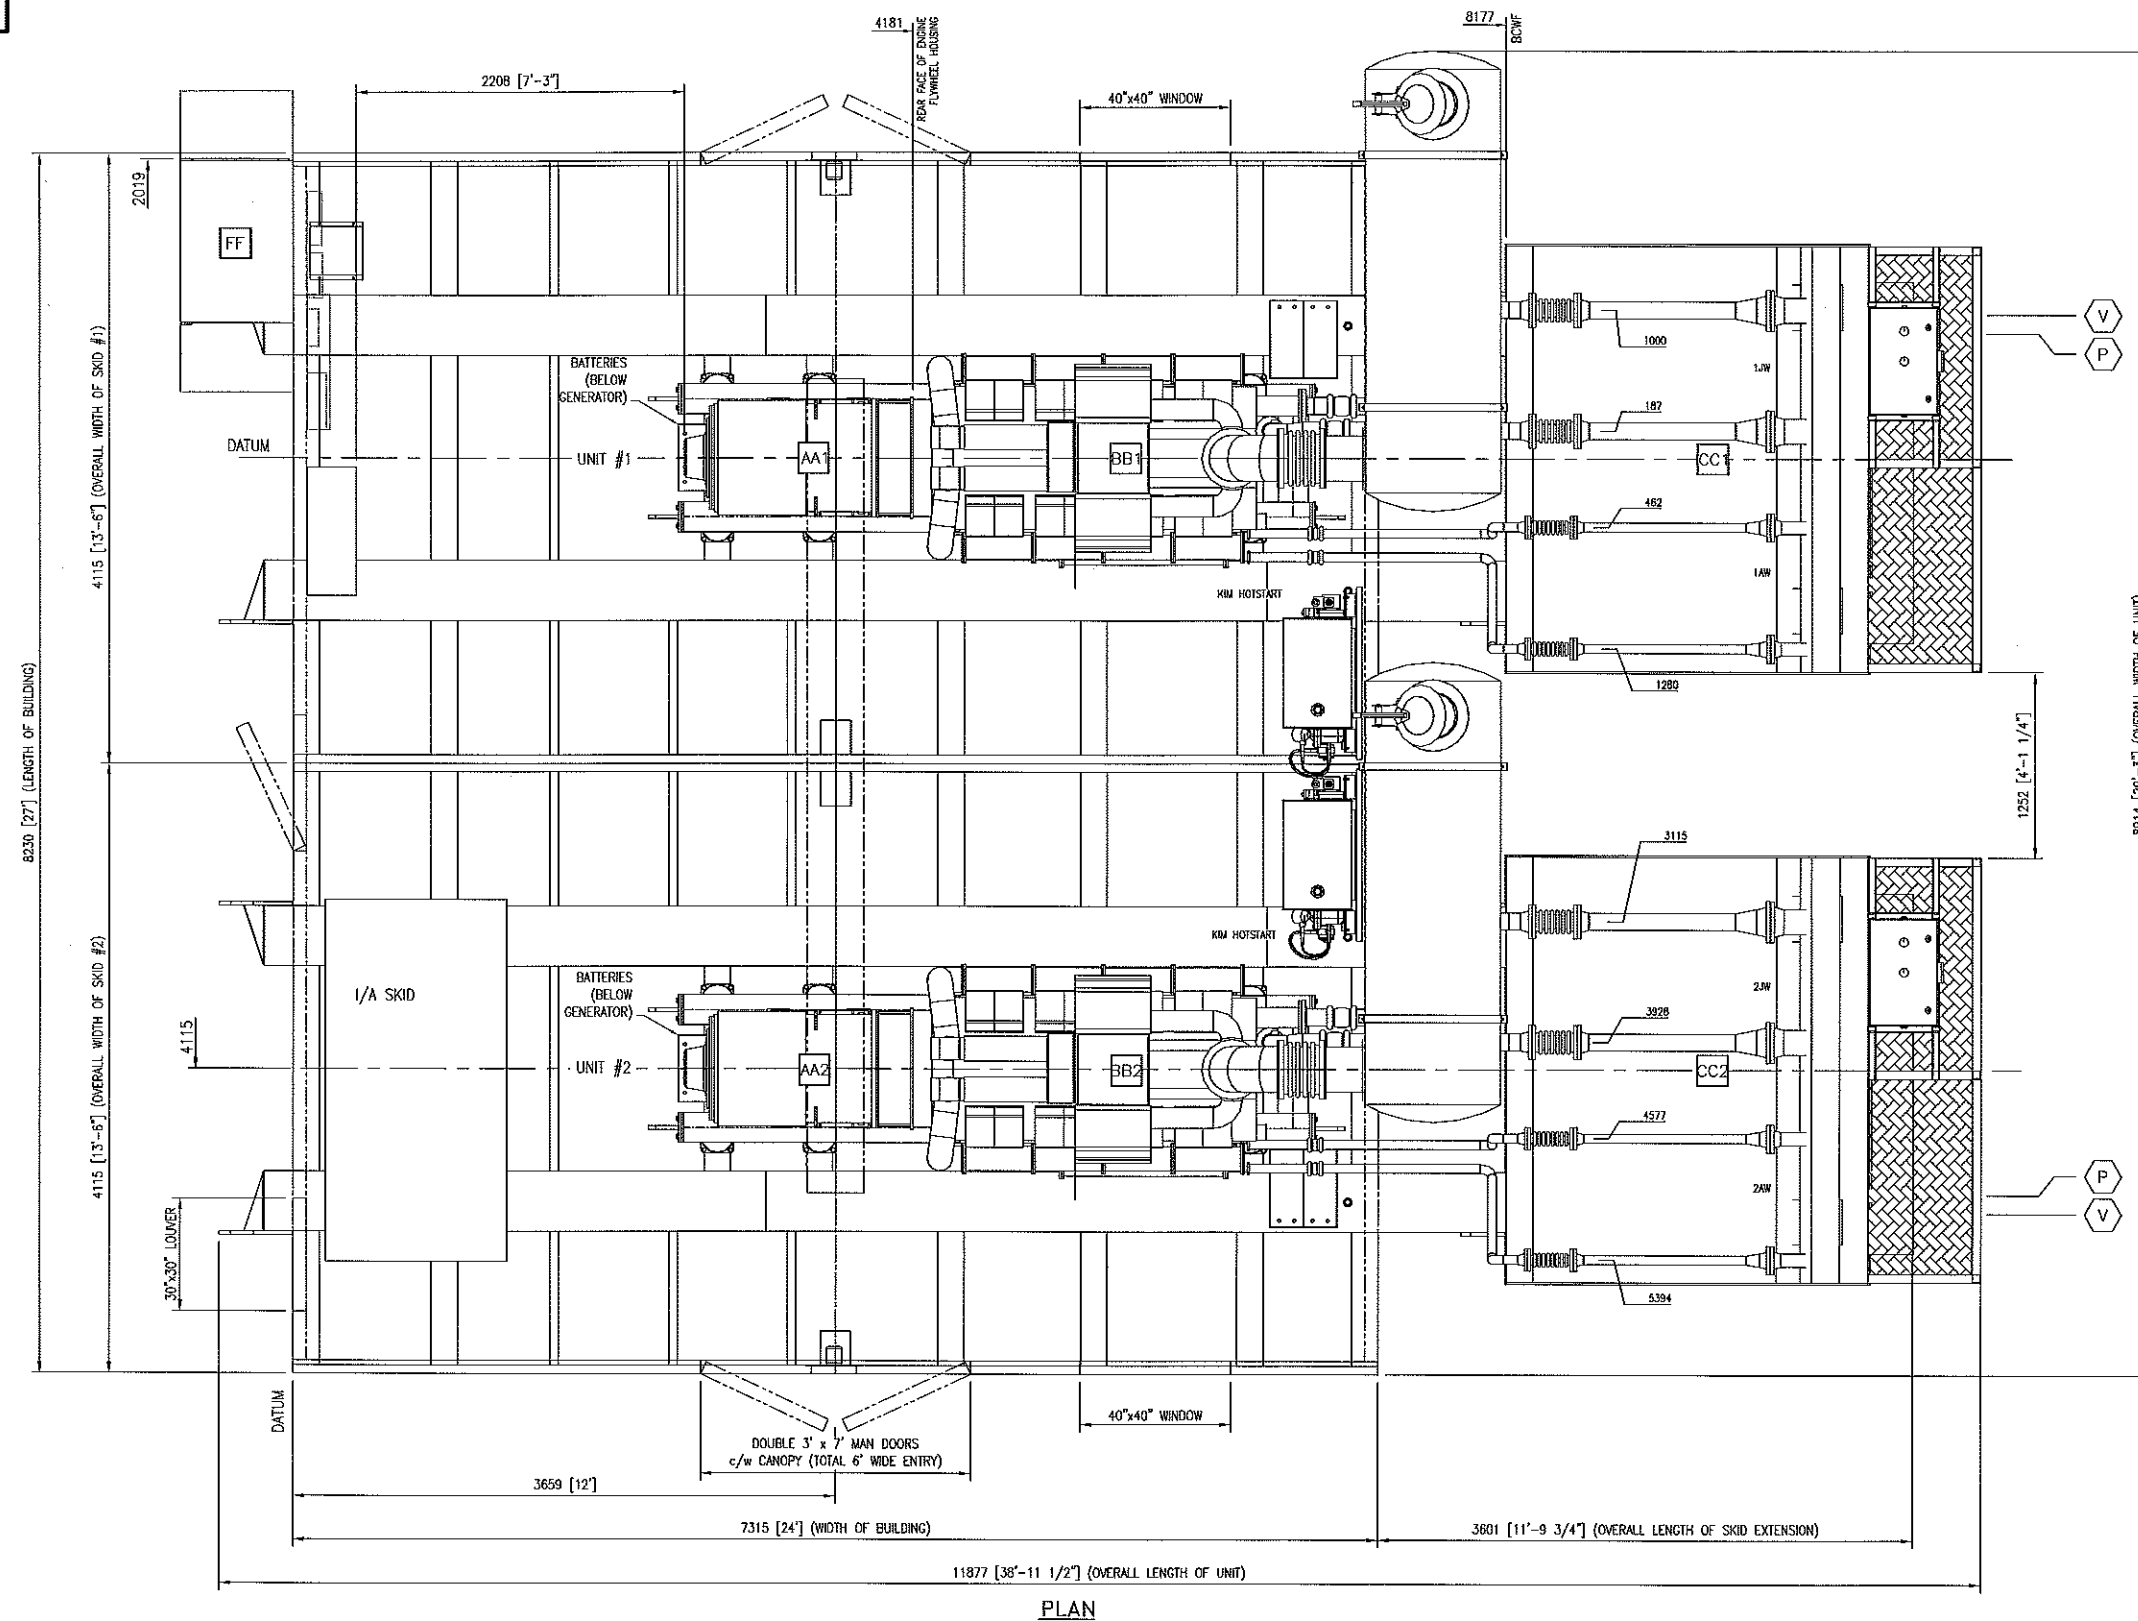 4181
REAR FACE OF ENGINE
FLYWHEEL HOUSING
8177
BCWF
2208 [7'-3"]
40"x40" WINDOW
2019
FF
V
P
1000
1JW
187
BATTERIES
(BELOW
GENERATOR)
DATUM
UNIT #1
AA1
BB1
CC1
462
1AW
4115 [13'-6"] (OVERALL WIDTH OF SKID #1)
KIM HOTSTART
1280
8230 [27'] (LENGTH OF BUILDING)
1252 [4'-1 1/4"]
3115
KIM HOTSTART
4115 [13'-6"] (OVERALL WIDTH OF SKID #2)
I/A SKID
BATTERIES
(BELOW
GENERATOR)
2JW
3928
4115
UNIT #2
AA2
BB2
CC2
4577
2AW
P
V
30"x30" LOUVER
5394
DATUM
40"x40" WINDOW
DOUBLE 3' x 7' MAN DOORS
c/w CANOPY (TOTAL 6' WIDE ENTRY)
3659 [12']
7315 [24'] (WIDTH OF BUILDING)
3601 [11'-9 3/4"] (OVERALL LENGTH OF SKID EXTENSION)
11877 [38'-11 1/2"] (OVERALL LENGTH OF UNIT)
PLAN